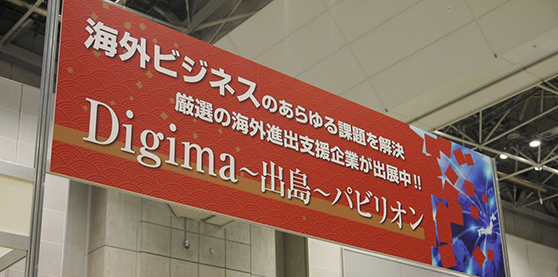 海外ビジネスのあらゆる課題を解決
厳選の海外進出支援企業が出展中!!
Digima～出島～パビリオン